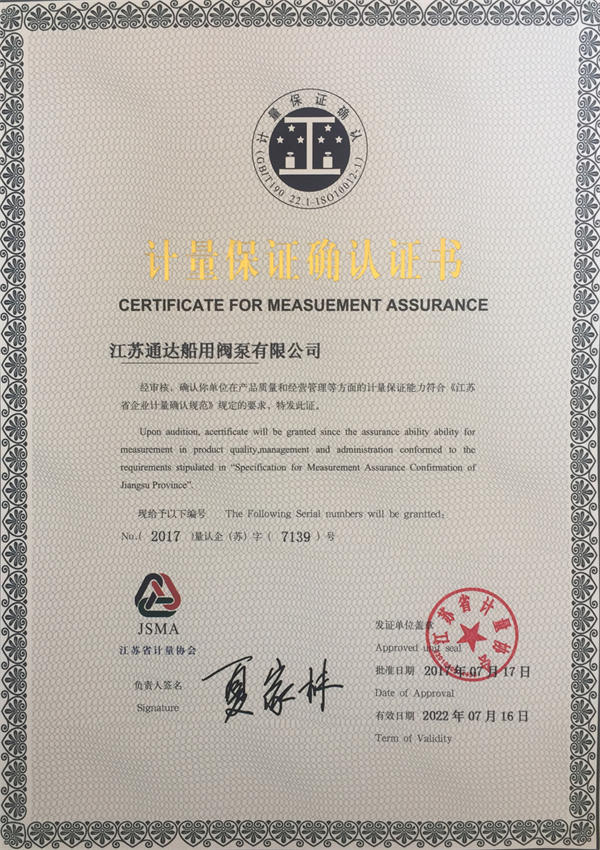 计量保证确认
(GB/T190 22.1-ISO10012-1)
计量保证确认证书
CERTIFICATE FOR MEASUEMENT ASSURANCE
江苏通达船用阀泵有限公司
经审核、确认你单位在产品质量和经营管理等方面的计量保证能力符合《江苏
省企业计量确认规范》规定的要求、特发此证。
Upon audition, acertificate will be granted since the assurance ability ability for
measurement in product quality,management and administration conformed to the
requirements stipulated in “Specification for Measurement Assurance Confirmation of
Jiangsu Province”.
现给予以下编号 The Following Serial numbers will be grantted:
No.( 2017 )量认企(苏)字( 7139 )号
JSMA
江苏省计量协会
负责人签名
Signature
夏家林
江苏省计量协会
发证单位盖章
Approved unit seal
批准日期 2017年07月17日
Date of Approval
有效日期 2022年07月16日
Term of Validity